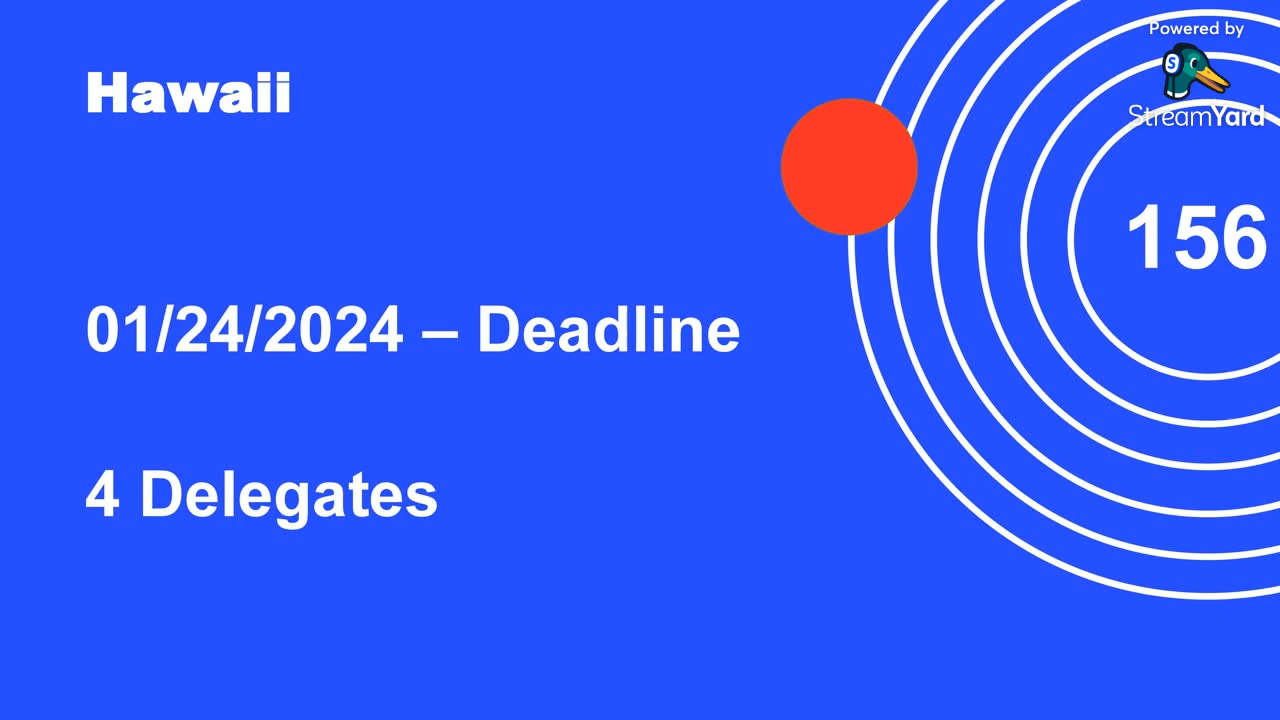 Powered by
S
StreamYard
Hawaii
156
01/24/2024 – Deadline
4 Delegates